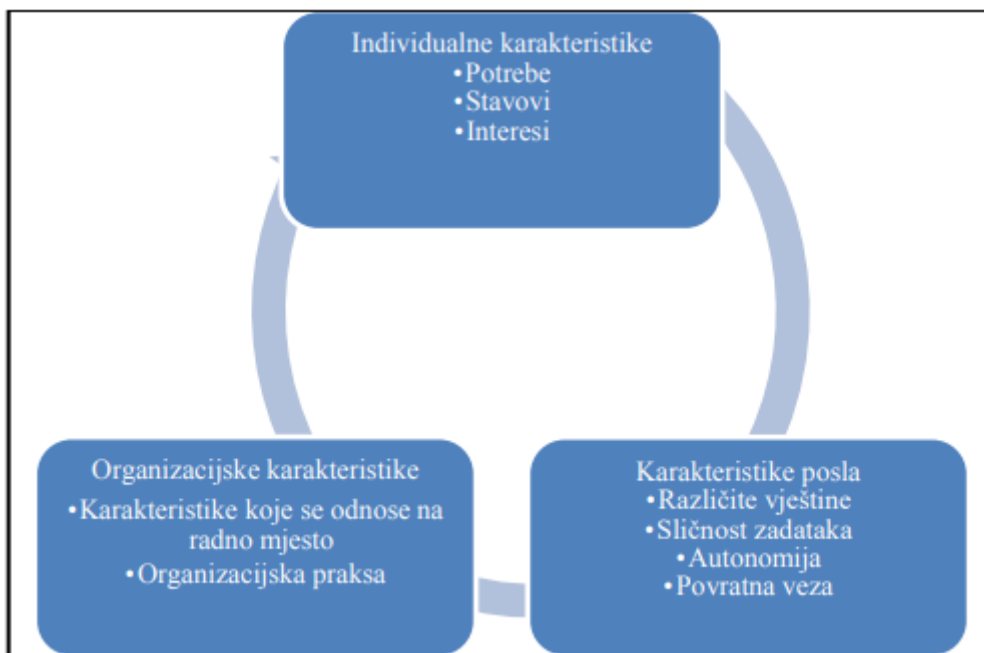 Individualne karakteristike
•Potrebe
•Stavovi
•Interesi
Organizacijske karakteristike
•Karakteristike koje se odnose na
radno mjesto
•Organizacijska praksa
Karakteristike posla
•Različite vještine
•Sličnost zadataka
•Autonomija
•Povratna veza